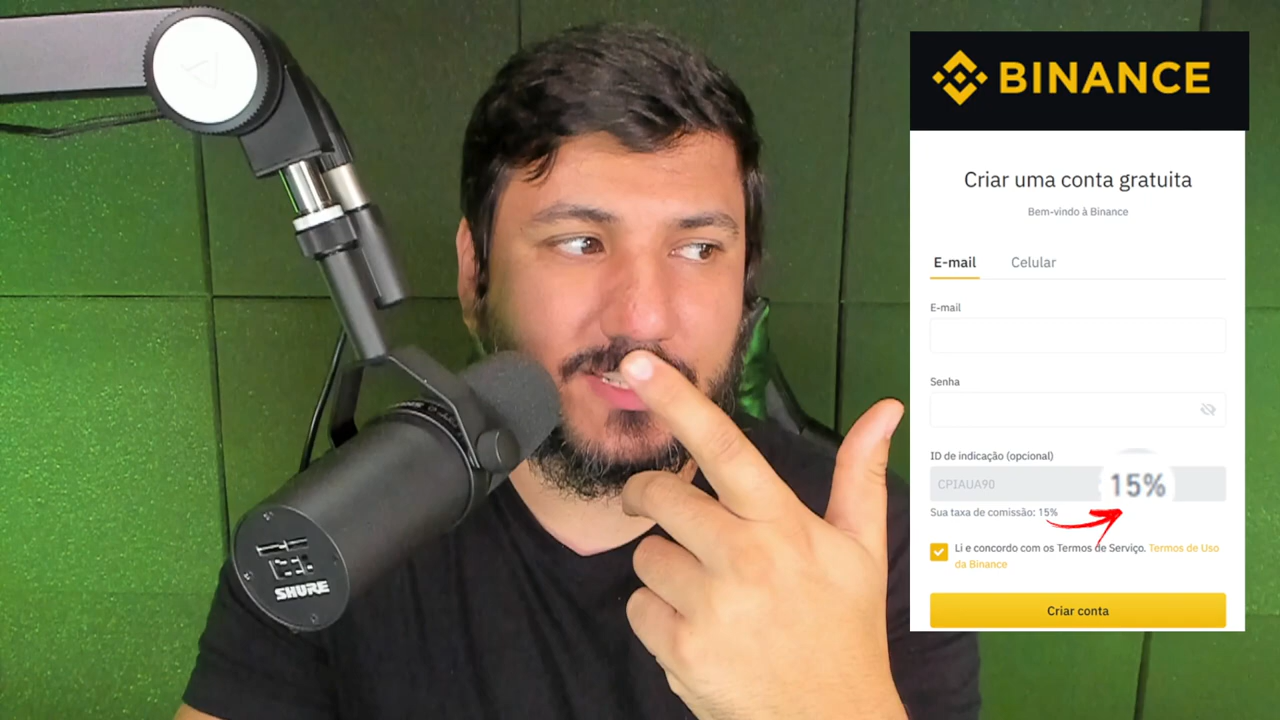 BINANCE
Criar uma conta gratuita
Bem-vindo à Binance
E-mail
Celular
E-mail
Senha
ID de indicação (opcional)
CPIAUA90
15%
Sua taxa de comissão: 15%
Li e concordo com os Termos de Serviço. Termos de Uso
da Binance
Criar conta
SHURE